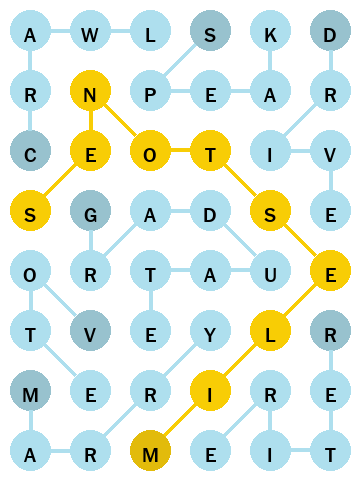 A W L S K D
R N P E A R
C E O T I V
S G A D S E
O R T A U E
T V E Y L R
M E R I R E
A R M E I T